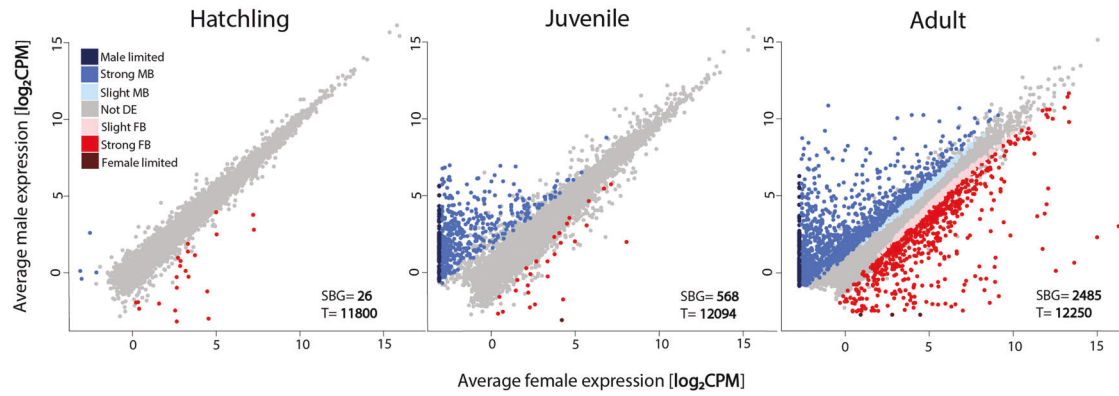 Hatchling
Juvenile
Adult
Average male expression [log₂CPM]
15
10
5
0
Male limited
Strong MB
Slight MB
Not DE
Slight FB
Strong FB
Female limited
SBG= 26
T= 11800
0 5 10 15
15
10
5
0
SBG= 568
T= 12094
0 5 10 15
15
10
5
0
SBG= 2485
T= 12250
0 5 10 15
Average female expression [log₂CPM]